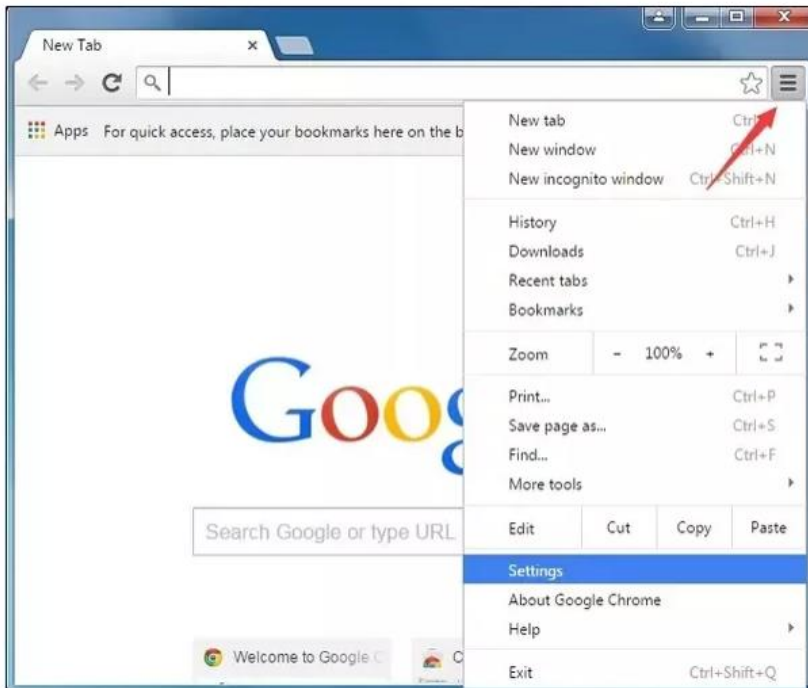 New Tab
Apps For quick access, place your bookmarks here on the b
New tab Ctrl
New window Ctrl+N
New incognito window Ctrl+Shift+N
History Ctrl+H
Downloads Ctrl+J
Recent tabs
Bookmarks
Zoom - 100% +
Print... Ctrl+P
Save page as... Ctrl+S
Find... Ctrl+F
More tools
Goog
Search Google or type URL
Edit Cut Copy Paste
Settings
About Google Chrome
Help
Welcome to Google C
Exit Ctrl+Shift+Q